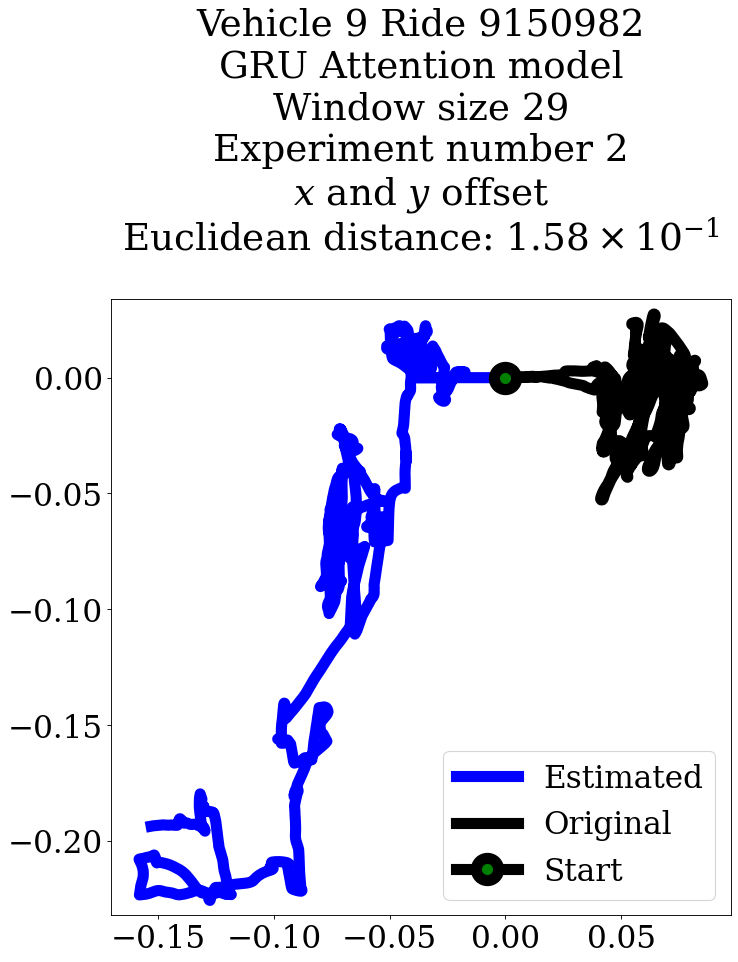 Vehicle 9 Ride 9150982
GRU Attention model
Window size 29
Experiment number 2
x and y offset
Euclidean distance: 1.58 × 10⁻¹
0.00
−0.05
−0.10
−0.15
−0.20
Estimated
Original
Start
−0.15 −0.10 −0.05 0.00 0.05